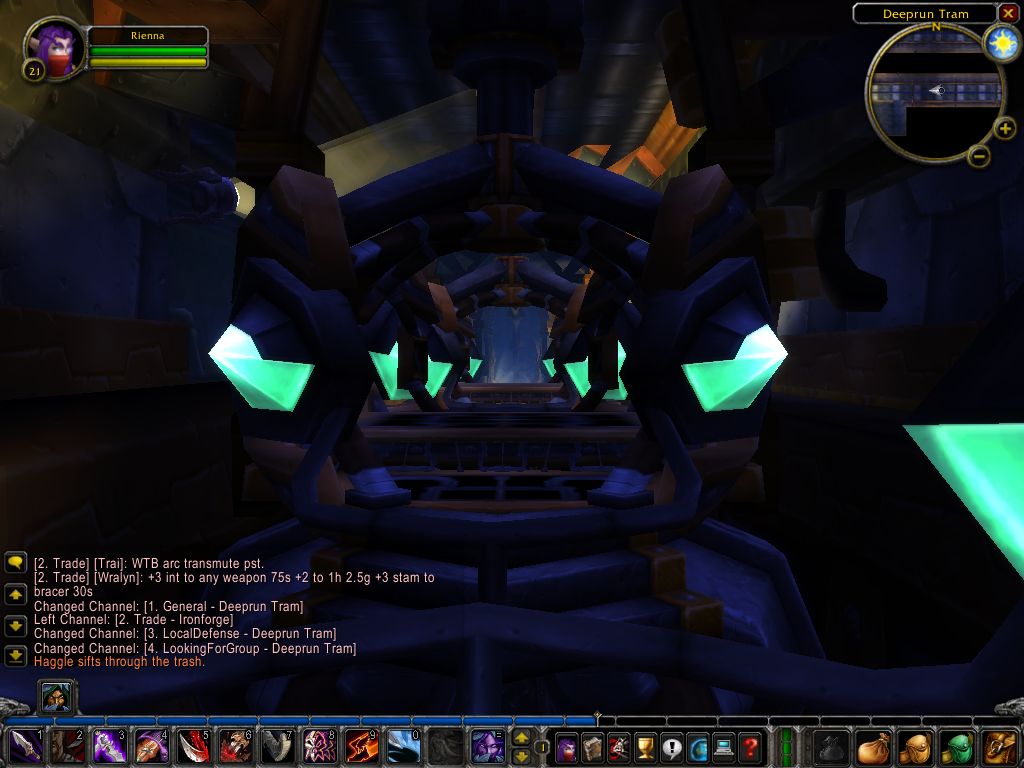 Rienna
21
Deeprun Tram
N
[2. Trade] [Trai]: WTB arc transmute pst.
[2. Trade] [Wralyn]: +3 int to any weapon 75s +2 to 1h 2.5g +3 stam to
bracer 30s
Changed Channel: [1. General - Deeprun Tram]
Left Channel: [2. Trade - Ironforge]
Changed Channel: [3. LocalDefense - Deeprun Tram]
Changed Channel: [4. LookingForGroup - Deeprun Tram]
Haggle sifts through the trash.
1 2 3 4 5 6 7 8 9 0 = 1